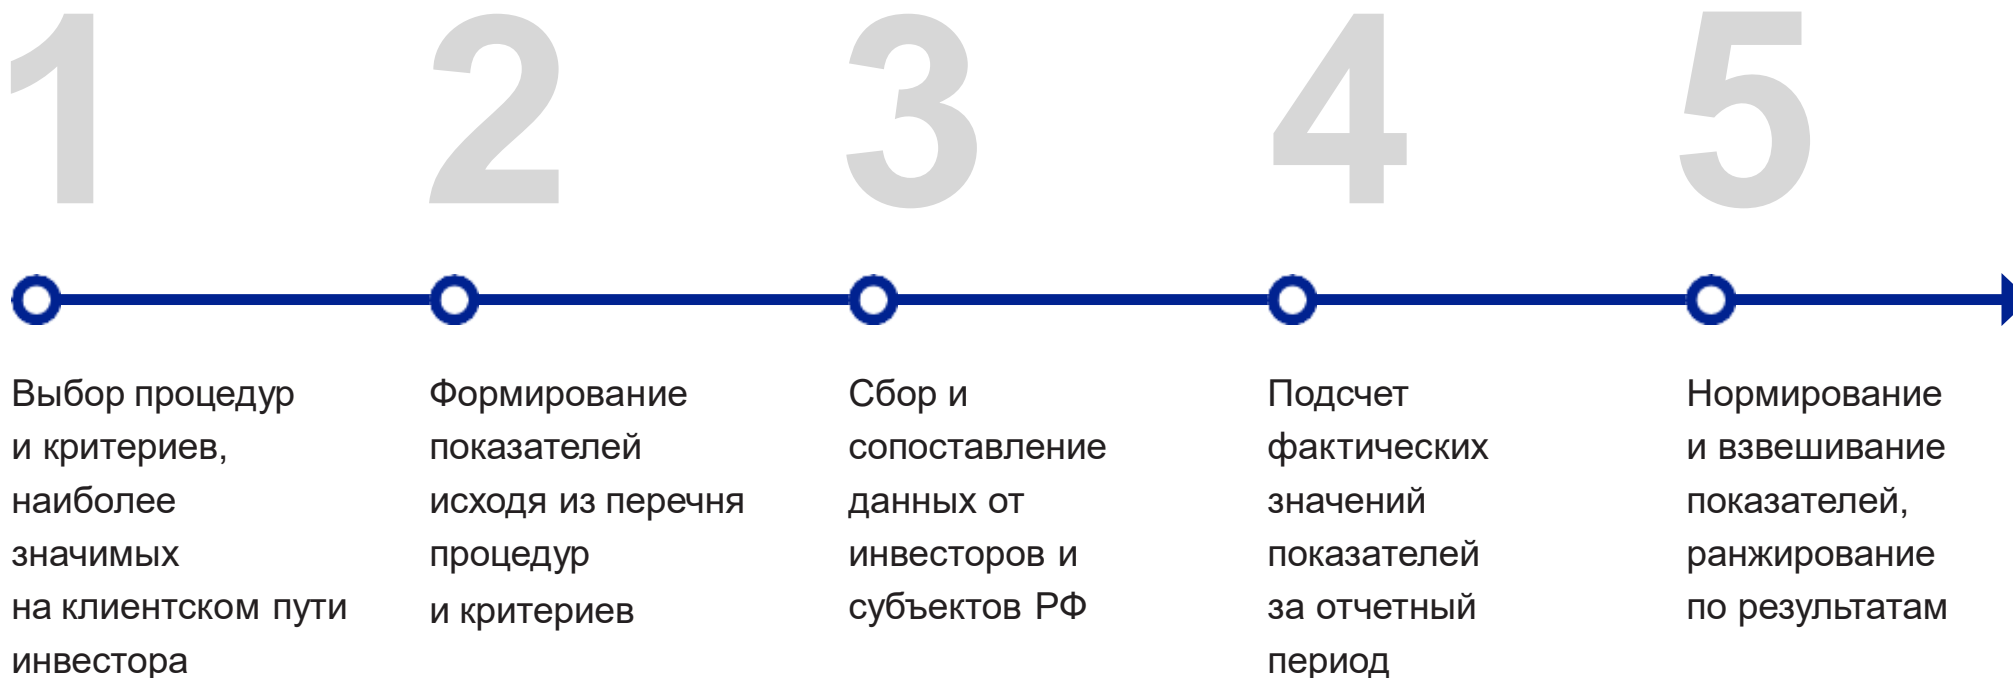 1
2
3
4
5
Выбор процедур
и критериев,
наиболее
значимых
на клиентском пути
инвестора
Формирование
показателей
исходя из перечня
процедур
и критериев
Сбор и
сопоставление
данных от
инвесторов и
субъектов РФ
Подсчет
фактических
значений
показателей
за отчетный
период
Нормирование
и взвешивание
показателей,
ранжирование
по результатам